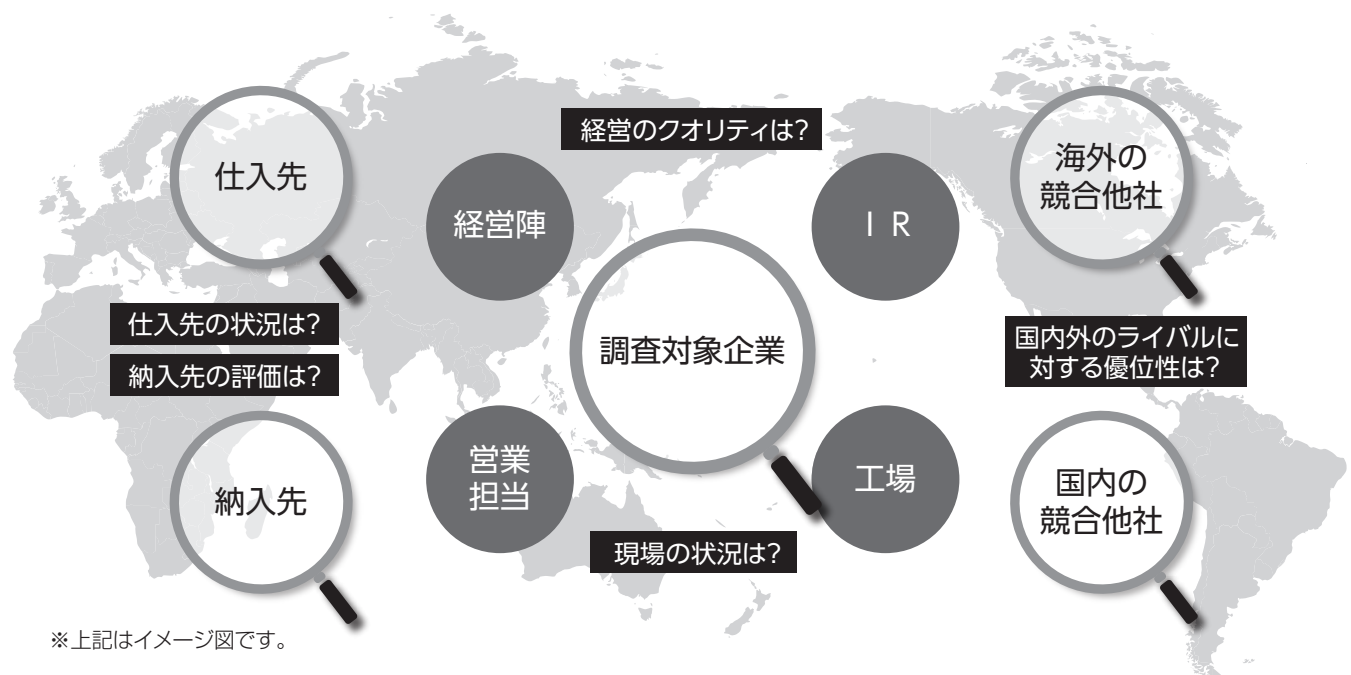 経営のクオリティは?
仕入先
海外の
競合他社
経営陣
ＩＲ
調査対象企業
仕入先の状況は?
納入先の評価は?
国内外のライバルに
対する優位性は?
納入先
営業
担当
工場
国内の
競合他社
現場の状況は?
※上記はイメージ図です。